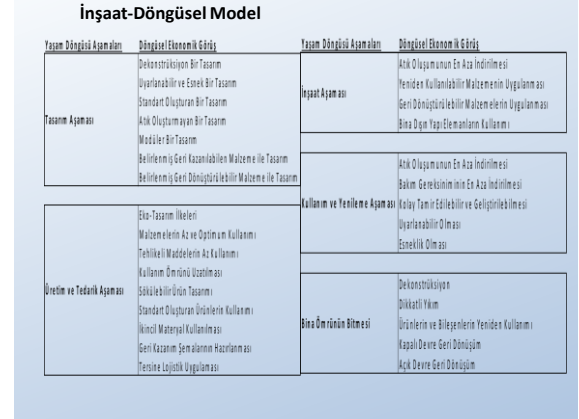 İnşaat-Döngüsel Model
Yaşam Döngüsü Aşamaları Döngüsel Ekonomik Görüş
Tasarım Aşaması
Dekonstrüksiyon Bir Tasarım
Uyarlanabilir ve Esnek Bir Tasarım
Standart Oluşturan Bir Tasarım
Atık Oluşturmayan Bir Tasarım
Modüler Bir Tasarım
Belirlenmiş Geri Kazanılabilen Malzeme ile Tasarım
Belirlenmiş Geri Dönüştürülebilir Malzeme ile Tasarım
Üretim ve Tedarik Aşaması
Eko-Tasarım İlkeleri
Malzemelerin Az ve Optimum Kullanımı
Tehlikeli Maddelerin Az Kullanımı
Kullanım Ömrünü Uzatılması
Sökülebilir Ürün Tasarımı
Standart Oluşturan Ürünlerin Kullanımı
İkincil Materyal Kullanılması
Geri Kazanım Şemalarının Hazırlanması
Tersine Lojistik Uygulaması
Yaşam Döngüsü Aşamaları Döngüsel Ekonomik Görüş
İnşaat Aşaması
Atık Oluşumunun En Aza İndirilmesi
Yeniden Kullanılabilir Malzemenin Uygulanması
Geri Dönüştürülebilir Malzemelerin Uygulanması
Bina Dışın Yapı Elemanların Kullanımı
Kullanım ve Yenileme Aşaması
Atık Oluşumunun En Aza İndirilmesi
Bakım Gereksiniminin En Aza İndirilmesi
Kolay Tamir Edilebilir ve Geliştirilebilmesi
Uyarlanabilir Olması
Esneklik Olması
Bina Ömrünün Bitmesi
Dekonstrüksiyon
Dikkatli Yıkım
Ürünlerin ve Bileşenlerin Yeniden Kullanımı
Kapalı Devre Geri Dönüşüm
Açık Devre Geri Dönüşüm